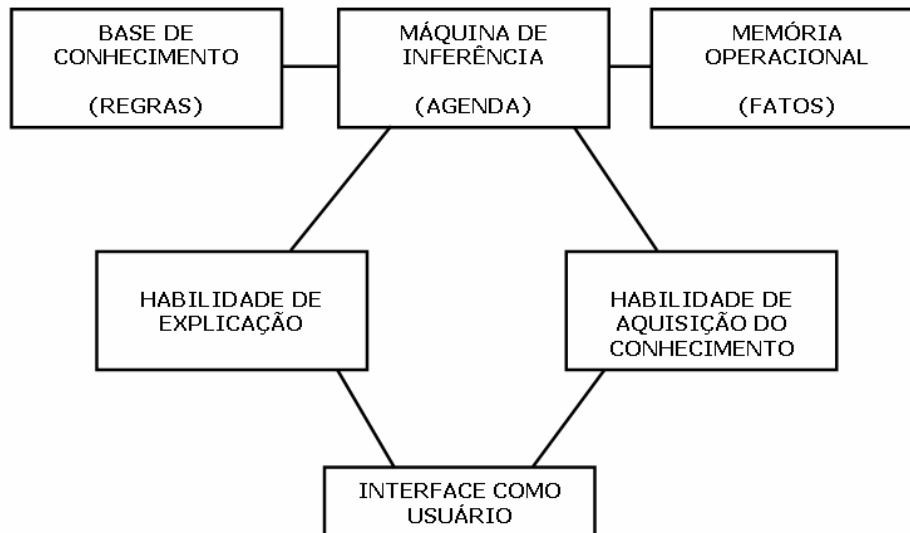 BASE DE
CONHECIMENTO
(REGRAS)
MÁQUINA DE
INFERÊNCIA
(AGENDA)
MEMÓRIA
OPERACIONAL
(FATOS)
HABILIDADE DE
EXPLICAÇÃO
HABILIDADE DE
AQUISIÇÃO DO
CONHECIMENTO
INTERFACE COMO
USUÁRIO